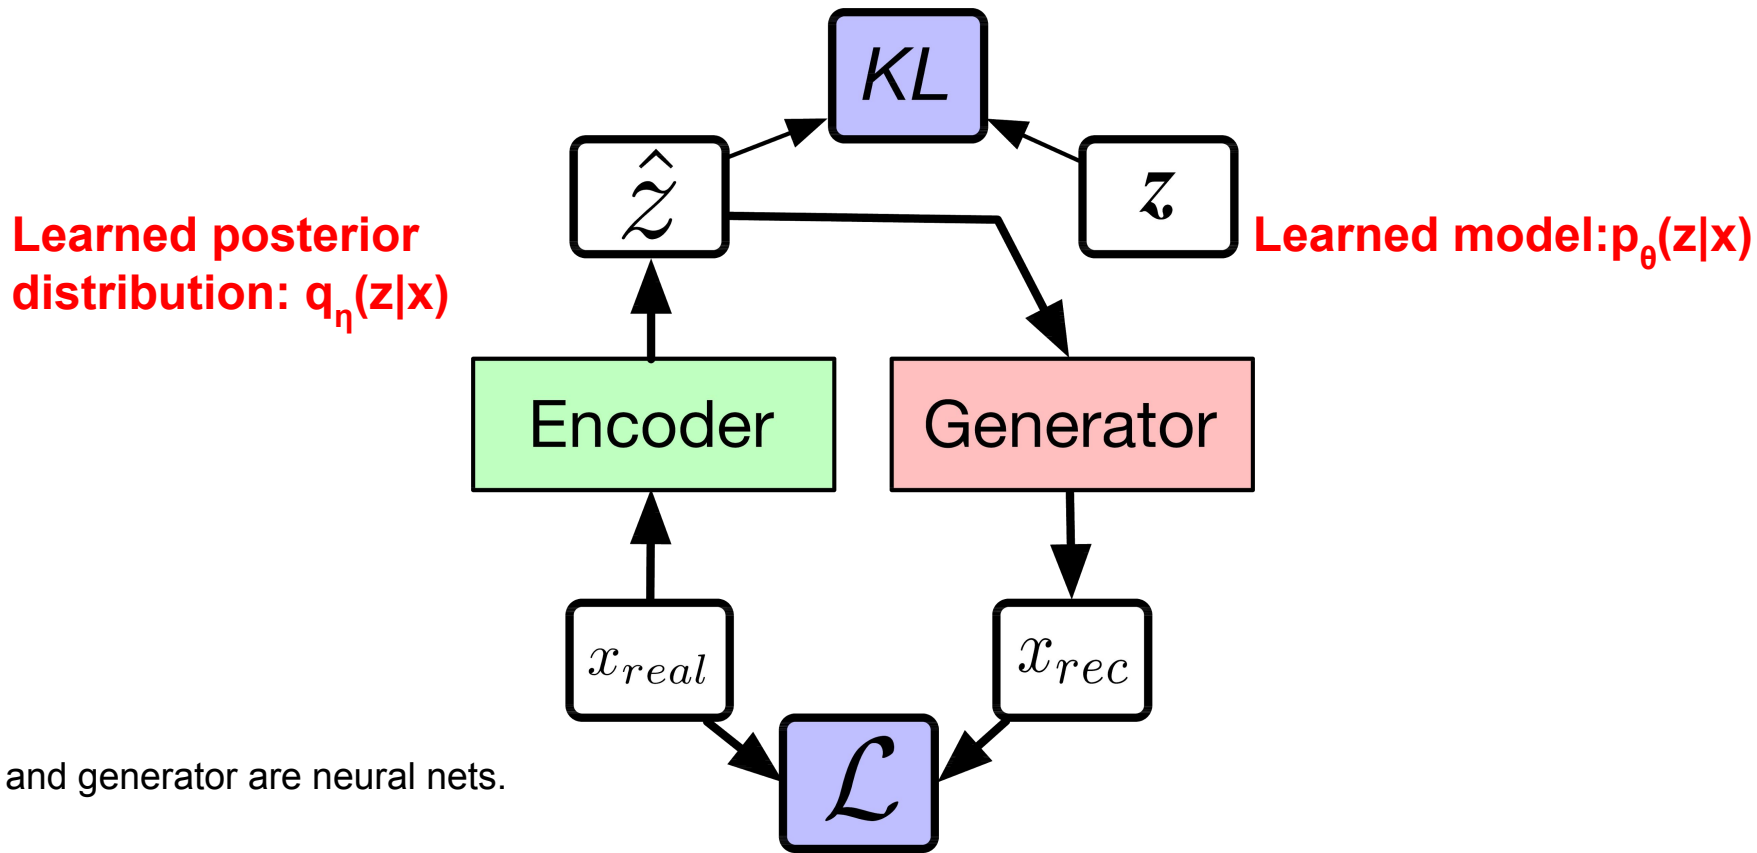 KL
ẑ
z
Learned posterior
distribution: qη(z|x)
Learned model:pθ(z|x)
Encoder
Generator
x_real
x_rec
ℒ
and generator are neural nets.